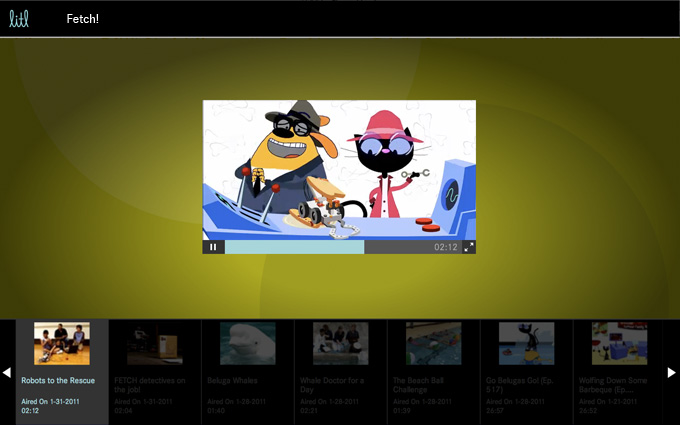 litl
Fetch!
02:12
Robots to the Rescue
Aired On 1-31-2011
02:12
FETCH detectives on
the job!
Aired On 1-31-2011
02:04
Beluga Whales
Aired On 1-28-2011
01:40
Whale Doctor for a
Day
Aired On 1-28-2011
02:31
The Beach Ball
Challenge
Aired On 1-28-2011
01:39
Go Belugas Go! (Ep.
517)
Aired On 1-28-2011
26:57
Wolfing Down Some
Barbeque (Ep....
Aired On 1-21-2011
26:52